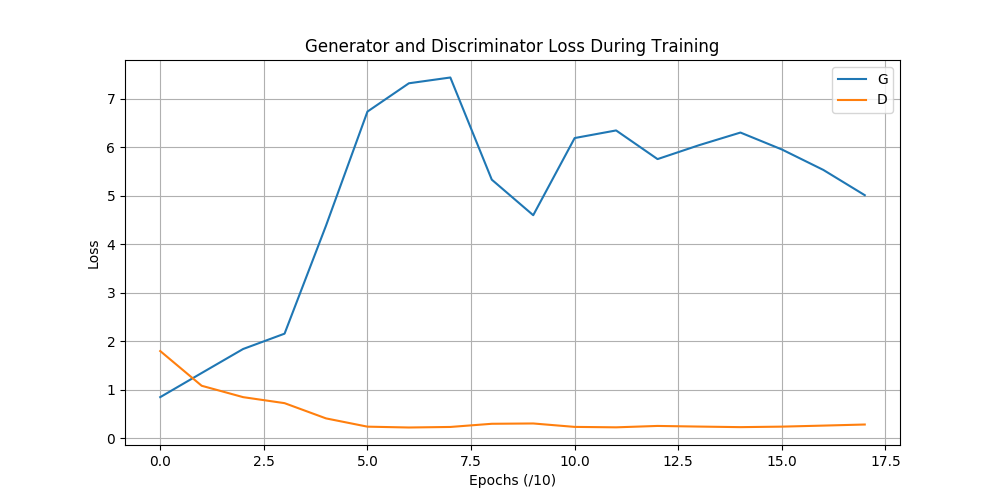 Generator and Discriminator Loss During Training
G
D
7
6
5
4
3
2
1
0
Loss
0.0 2.5 5.0 7.5 10.0 12.5 15.0 17.5
Epochs (/10)